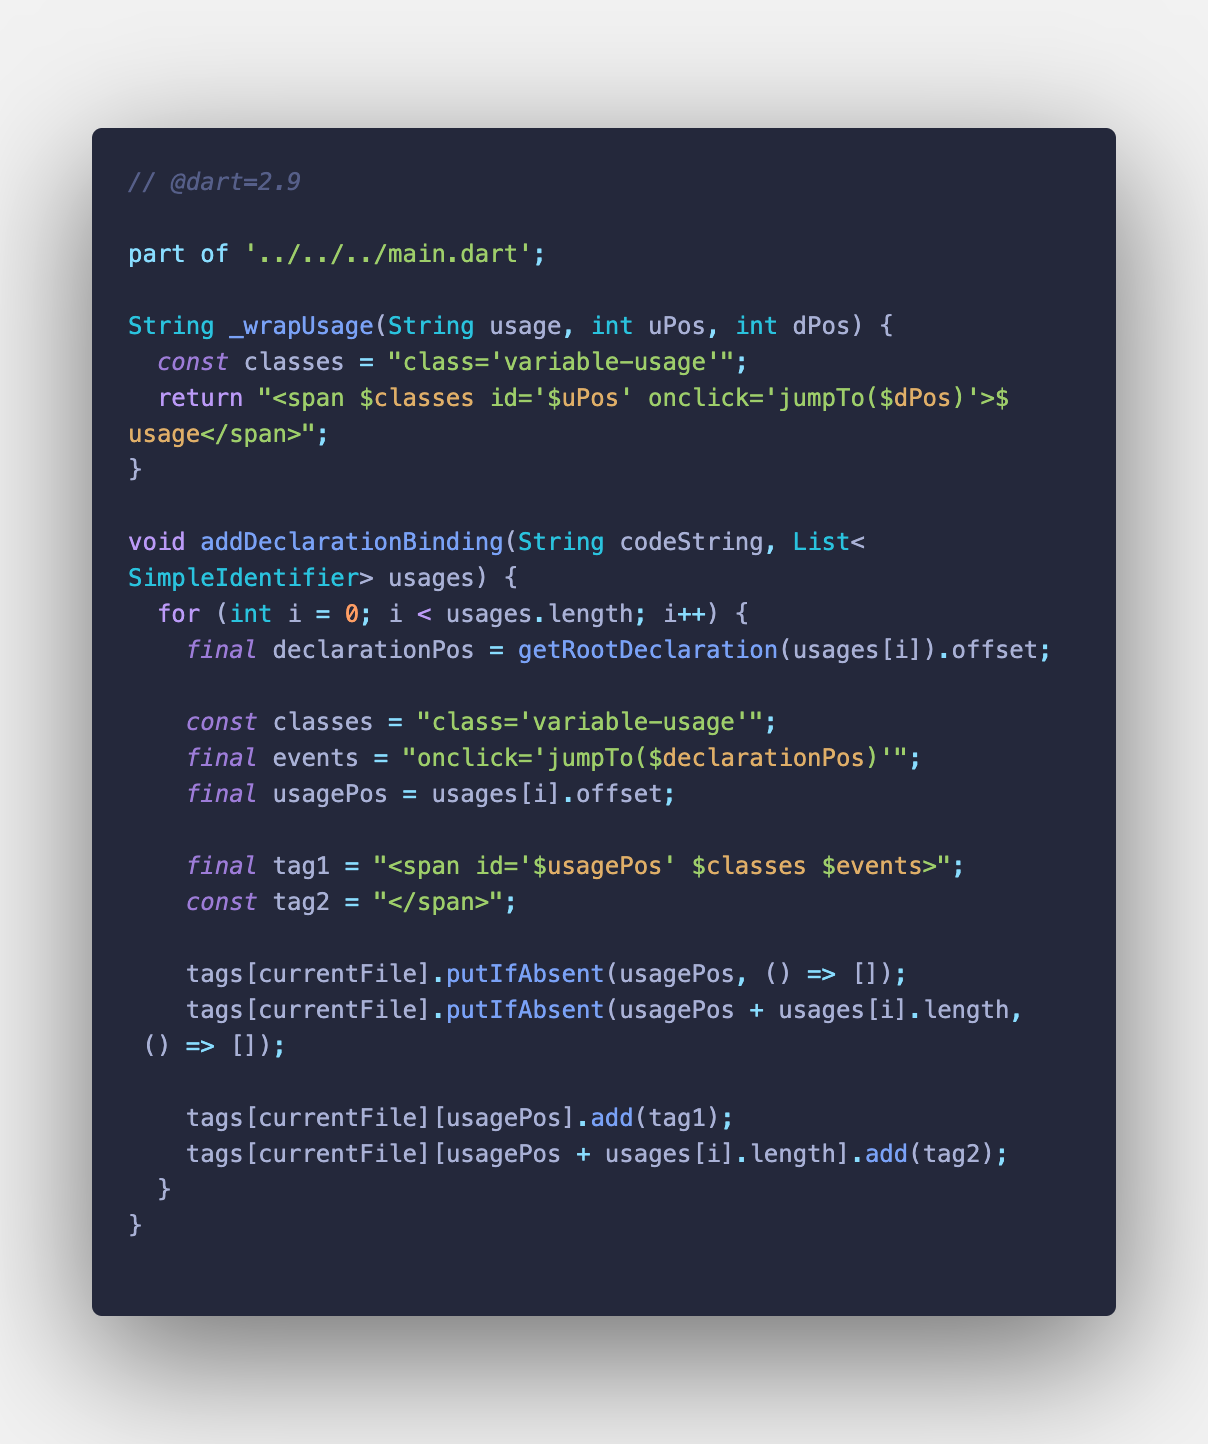 // @dart=2.9

part of '../../../main.dart';

String _wrapUsage(String usage, int uPos, int dPos) {
  const classes = "class='variable-usage'";
  return "<span $classes id='$uPos' onclick='jumpTo($dPos)'>$
usage</span>";
}

void addDeclarationBinding(String codeString, List<
SimpleIdentifier> usages) {
  for (int i = 0; i < usages.length; i++) {
    final declarationPos = getRootDeclaration(usages[i]).offset;

    const classes = "class='variable-usage'";
    final events = "onclick='jumpTo($declarationPos)'";
    final usagePos = usages[i].offset;

    final tag1 = "<span id='$usagePos' $classes $events>";
    const tag2 = "</span>";

    tags[currentFile].putIfAbsent(usagePos, () => []);
    tags[currentFile].putIfAbsent(usagePos + usages[i].length,
 () => []);

    tags[currentFile][usagePos].add(tag1);
    tags[currentFile][usagePos + usages[i].length].add(tag2);
  }
}